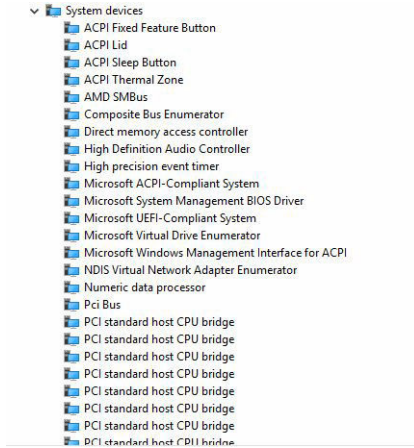 System devices
ACPI Fixed Feature Button
ACPI Lid
ACPI Sleep Button
ACPI Thermal Zone
AMD SMBus
Composite Bus Enumerator
Direct memory access controller
High Definition Audio Controller
High precision event timer
Microsoft ACPI-Compliant System
Microsoft System Management BIOS Driver
Microsoft UEFI-Compliant System
Microsoft Virtual Drive Enumerator
Microsoft Windows Management Interface for ACPI
NDIS Virtual Network Adapter Enumerator
Numeric data processor
Pci Bus
PCI standard host CPU bridge
PCI standard host CPU bridge
PCI standard host CPU bridge
PCI standard host CPU bridge
PCI standard host CPU bridge
PCI standard host CPU bridge
PCI standard host CPU bridge
PCI standard host CPU bridge